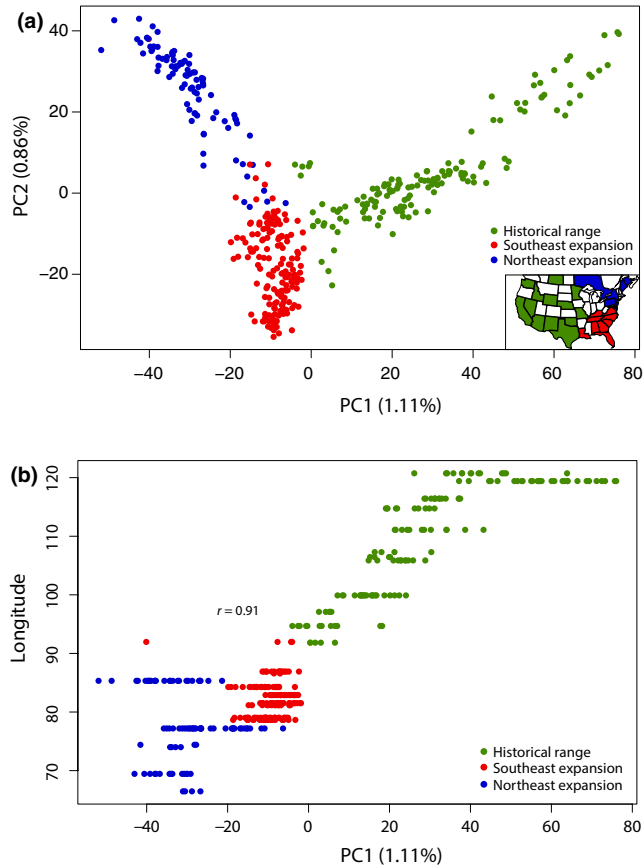 (a)
40
20
0
−20
PC2 (0.86%)
Historical range
Southeast expansion
Northeast expansion
−40 −20 0 20 40 60 80
PC1 (1.11%)
(b)
120
110
100
90
80
70
Longitude
r = 0.91
Historical range
Southeast expansion
Northeast expansion
−40 −20 0 20 40 60 80
PC1 (1.11%)